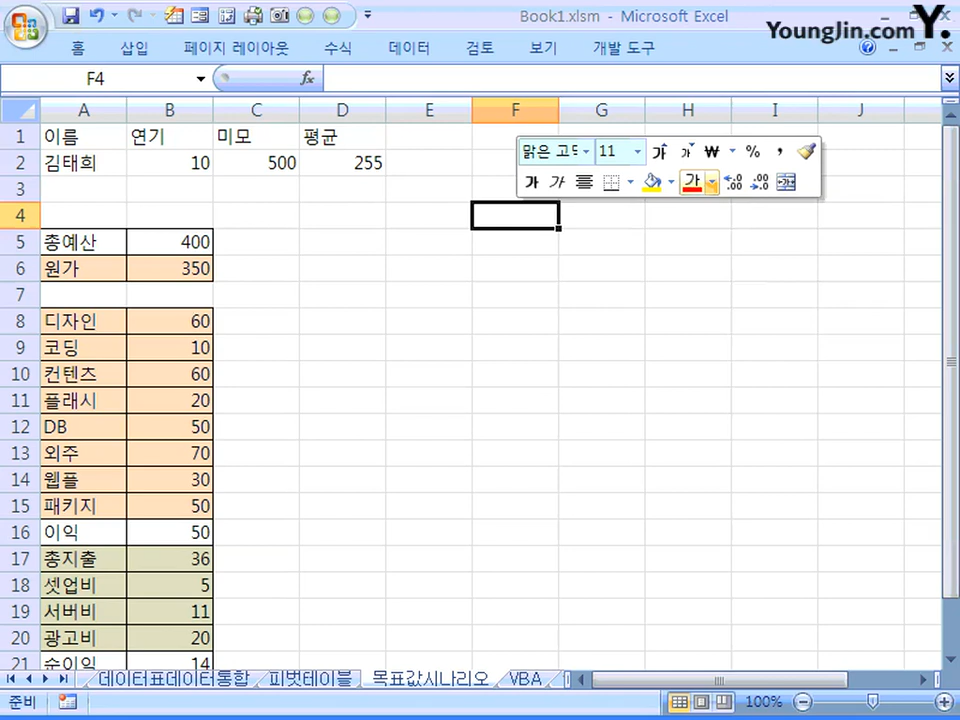 Book1.xlsm - Microsoft Excel
YoungJin.com Y.
홈 삽입 페이지 레이아웃 수식 데이터 검토 보기 개발 도구
F4 fx
A B C D E F G H I J
1 이름 연기 미모 평균
2 김태희 10 500 255
맑은 고딕 11 가 가 ₩ % ,
가 가 가 .00 .00
3
4
5 총예산 400
6 원가 350
7
8 디자인 60
9 코딩 10
10 컨텐츠 60
11 플래시 20
12 DB 50
13 외주 70
14 웹플 30
15 패키지 50
16 이익 50
17 총지출 36
18 셋업비 5
19 서버비 11
20 광고비 20
21 순이익 14
데이터표데이터통합 피벗테이블 목표값시나리오 VBA
준비 100%